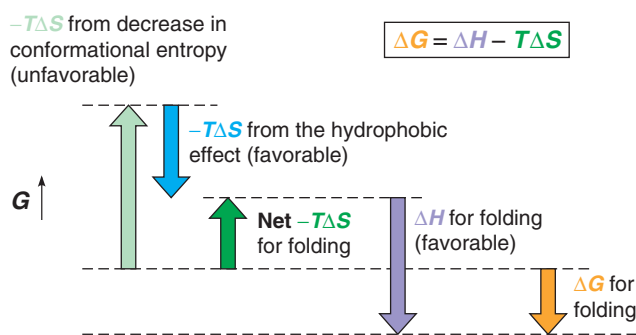 –TΔS from decrease in
conformational entropy
(unfavorable)
ΔG = ΔH – TΔS
–TΔS from the hydrophobic
effect (favorable)
G
Net –TΔS
for folding
ΔH for folding
(favorable)
ΔG for
folding